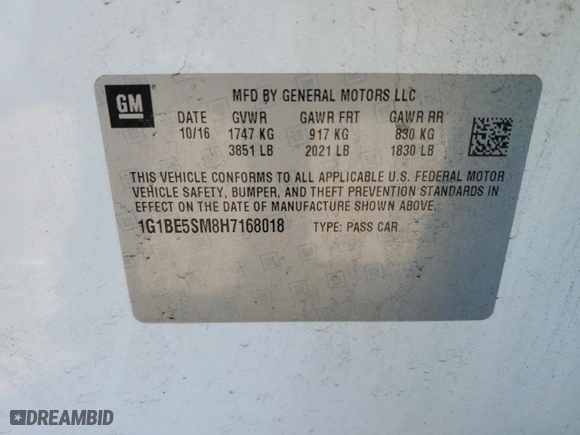 GM
MFD BY GENERAL MOTORS LLC
DATE GVWR GAWR FRT GAWR RR
10/16 1747 KG 917 KG 830 KG
3851 LB 2021 LB 1830 LB
THIS VEHICLE CONFORMS TO ALL APPLICABLE U.S. FEDERAL MOTOR
VEHICLE SAFETY, BUMPER, AND THEFT PREVENTION STANDARDS IN
EFFECT ON THE DATE OF MANUFACTURE SHOWN ABOVE.
1G1BE5SM8H7168018 TYPE: PASS CAR
DREAMBID